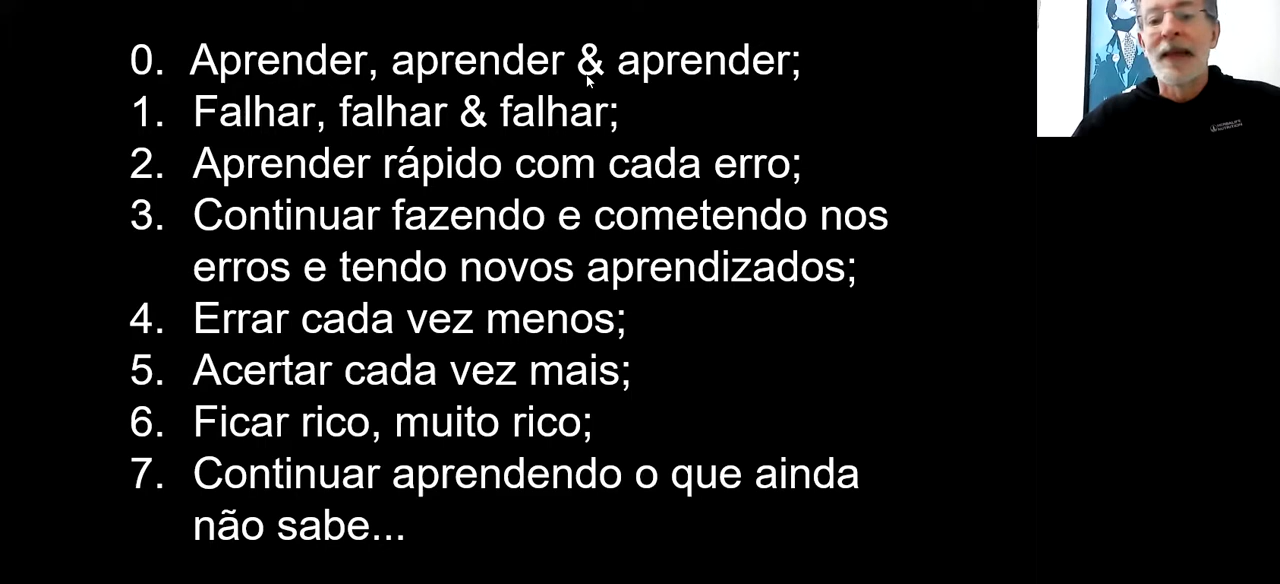 0. Aprender, aprender & aprender;
1. Falhar, falhar & falhar;
2. Aprender rápido com cada erro;
3. Continuar fazendo e cometendo nos
erros e tendo novos aprendizados;
4. Errar cada vez menos;
5. Acertar cada vez mais;
6. Ficar rico, muito rico;
7. Continuar aprendendo o que ainda
não sabe...
HERBALIFE
NUTRITION